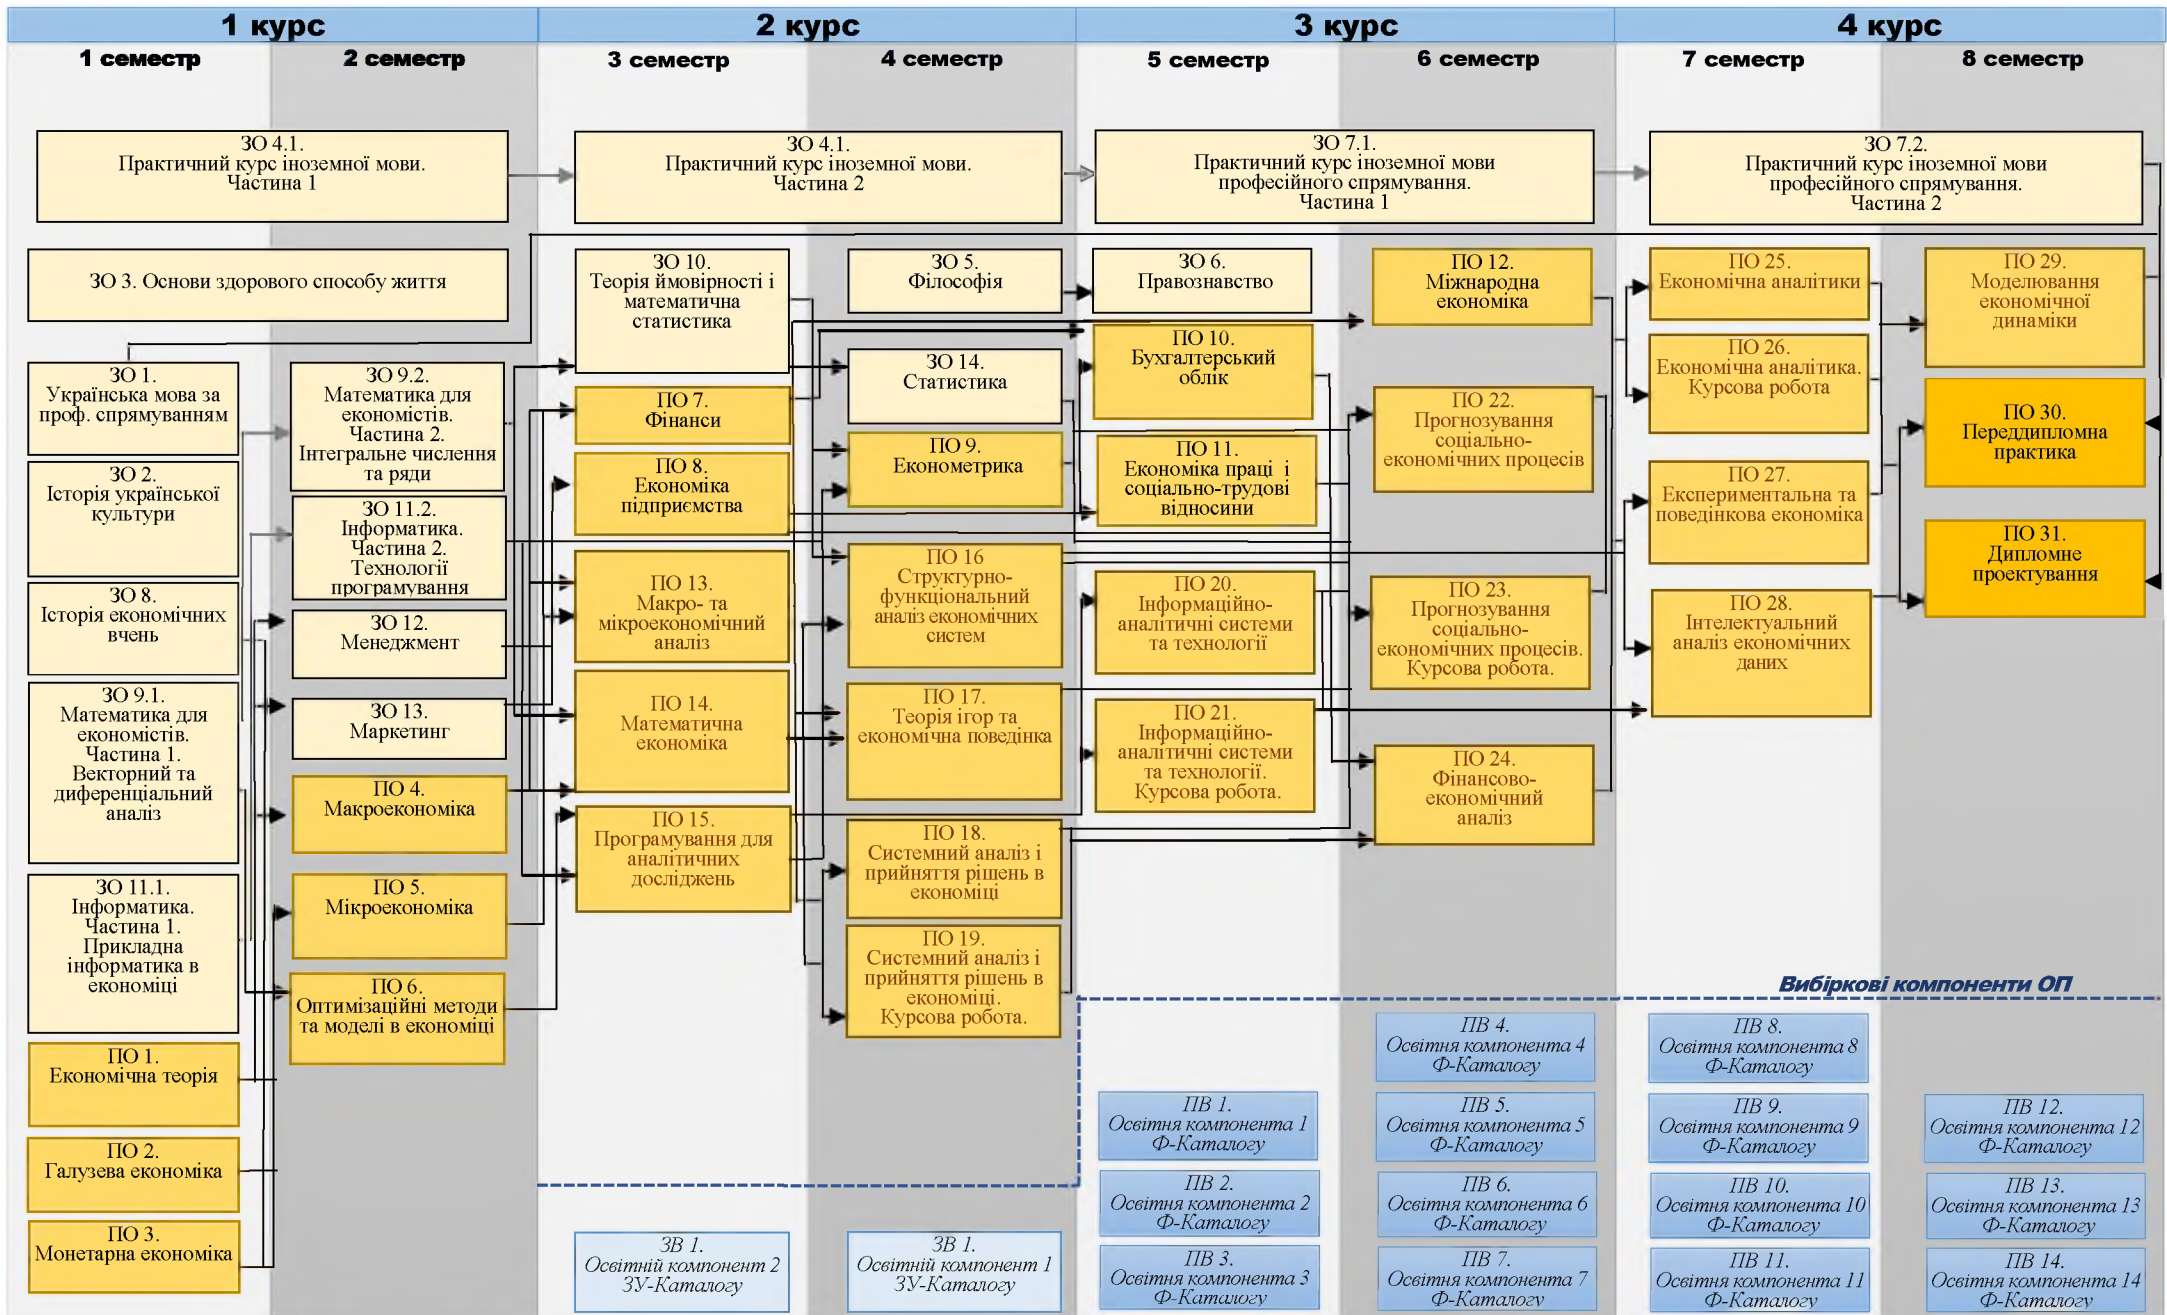 1 курс
2 курс
3 курс
4 курс
1 семестр
2 семестр
3 семестр
4 семестр
5 семестр
6 семестр
7 семестр
8 семестр
ЗО 4.1.
Практичний курс іноземної мови.
Частина 1
ЗО 4.1.
Практичний курс іноземної мови.
Частина 2
ЗО 7.1.
Практичний курс іноземної мови
професійного спрямування.
Частина 1
ЗО 7.2.
Практичний курс іноземної мови
професійного спрямування.
Частина 2
ЗО 3. Основи здорового способу життя
ЗО 1.
Українська мова за
проф. спрямуванням
ЗО 2.
Історія української
культури
ЗО 8.
Історія економічних
вчень
ЗО 9.1.
Математика для
економістів.
Частина 1.
Векторний та
диференціальний
аналіз
ЗО 11.1.
Інформатика.
Частина 1.
Прикладна
інформатика в
економіці
ПО 1.
Економічна теорія
ПО 2.
Галузева економіка
ПО 3.
Монетарна економіка
ЗО 9.2.
Математика для
економістів.
Частина 2.
Інтегральне числення
та ряди
ЗО 11.2.
Інформатика.
Частина 2.
Технології
програмування
ЗО 12.
Менеджмент
ЗО 13.
Маркетинг
ПО 4.
Макроекономіка
ПО 5.
Мікроекономіка
ПО 6.
Оптимізаційні методи
та моделі в економіці
ЗО 10.
Теорія ймовірності і
математична
статистика
ПО 7.
Фінанси
ПО 8.
Економіка
підприємства
ПО 13.
Макро- та
мікроекономічний
аналіз
ПО 14.
Математична
економіка
ПО 15.
Програмування для
аналітичних
досліджень
ЗВ 1.
Освітній компонент 2
ЗУ-Каталогу
ЗО 5.
Філософія
ЗО 14.
Статистика
ПО 9.
Економетрика
ПО 16
Структурно-
функціональний
аналіз економічних
систем
ПО 17.
Теорія ігор та
економічна поведінка
ПО 18.
Системний аналіз і
прийняття рішень в
економіці
ПО 19.
Системний аналіз і
прийняття рішень в
економіці.
Курсова робота.
ЗВ 1.
Освітній компонент 1
ЗУ-Каталогу
ЗО 6.
Правознавство
ПО 10.
Бухгалтерський
облік
ПО 11.
Економіка праці і
соціально-трудові
відносини
ПО 20.
Інформаційно-
аналітичні системи
та технології
ПО 21.
Інформаційно-
аналітичні системи
та технології.
Курсова робота.
ПВ 1.
Освітня компонента 1
Ф-Каталогу
ПВ 2.
Освітня компонента 2
Ф-Каталогу
ПВ 3.
Освітня компонента 3
Ф-Каталогу
ПО 12.
Міжнародна
економіка
ПО 22.
Прогнозування
соціально-
економічних процесів
ПО 23.
Прогнозування
соціально-
економічних процесів.
Курсова робота.
ПО 24.
Фінансово-
економічний
аналіз
ПВ 4.
Освітня компонента 4
Ф-Каталогу
ПВ 5.
Освітня компонента 5
Ф-Каталогу
ПВ 6.
Освітня компонента 6
Ф-Каталогу
ПВ 7.
Освітня компонента 7
Ф-Каталогу
ПО 25.
Економічна аналітики
ПО 26.
Економічна аналітика.
Курсова робота
ПО 27.
Експериментальна та
поведінкова економіка
ПО 28.
Інтелектуальний
аналіз економічних
даних
ПО 29.
Моделювання
економічної
динаміки
ПО 30.
Переддипломна
практика
ПО 31.
Дипломне
проектування
Вибіркові компоненти ОП
ПВ 8.
Освітня компонента 8
Ф-Каталогу
ПВ 9.
Освітня компонента 9
Ф-Каталогу
ПВ 10.
Освітня компонента 10
Ф-Каталогу
ПВ 11.
Освітня компонента 11
Ф-Каталогу
ПВ 12.
Освітня компонента 12
Ф-Каталогу
ПВ 13.
Освітня компонента 13
Ф-Каталогу
ПВ 14.
Освітня компонента 14
Ф-Каталогу